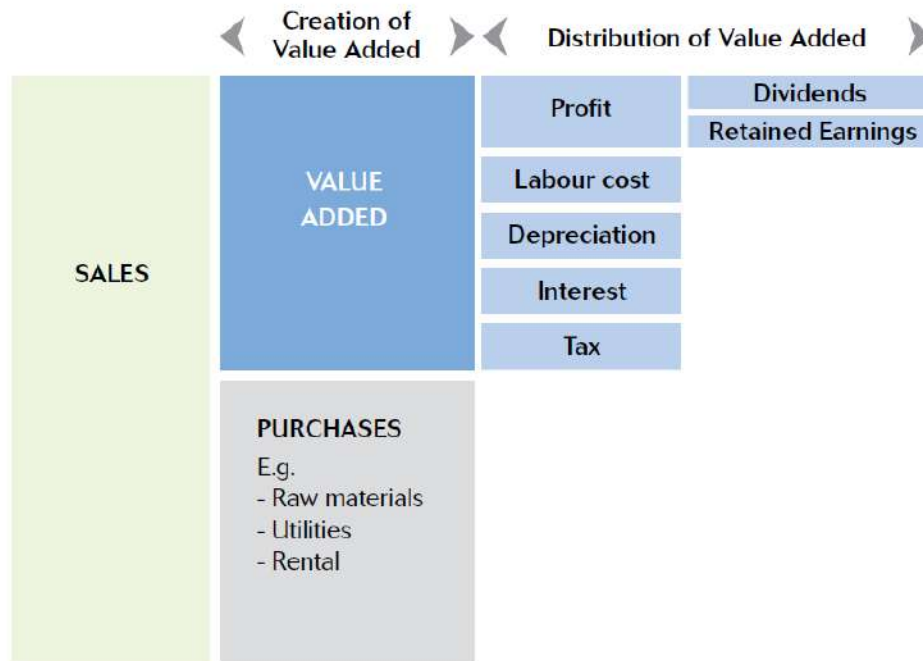 Creation of
Value Added
Distribution of Value Added
SALES
VALUE
ADDED
PURCHASES
E.g.
- Raw materials
- Utilities
- Rental
Profit
Labour cost
Depreciation
Interest
Tax
Dividends
Retained Earnings